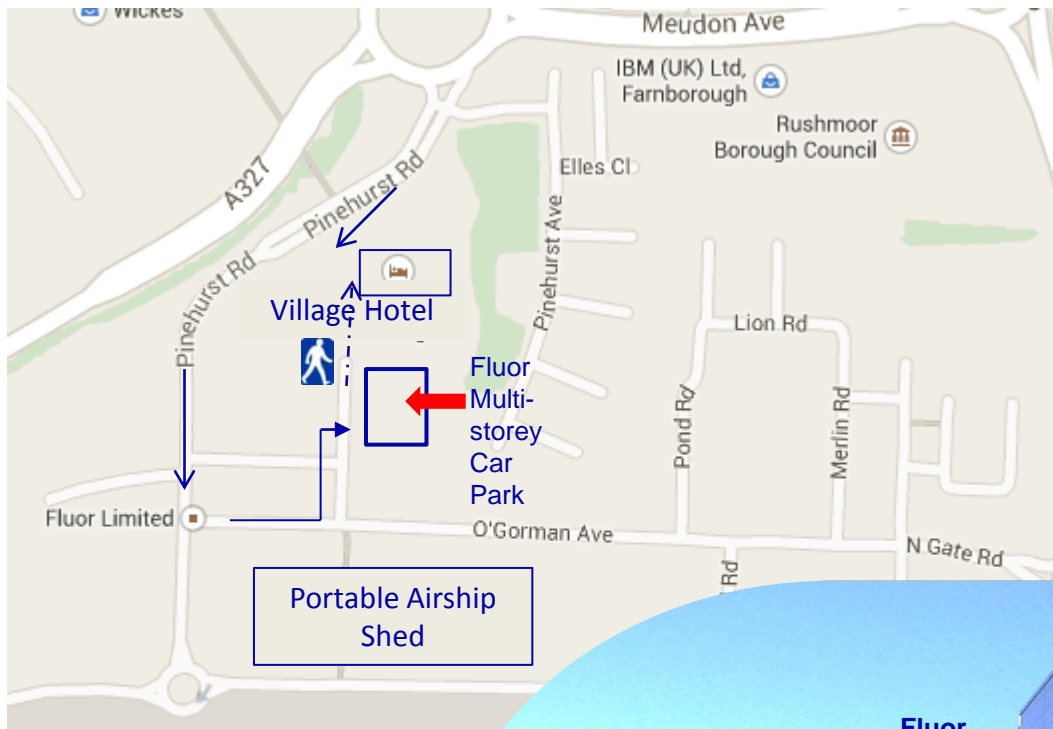 Wickes
Meudon Ave
IBM (UK) Ltd,
Farnborough
Rushmoor
Borough Council
Elles Cl
A327
Pinehurst Rd
Pinehurst Rd
Pinehurst Ave
Village Hotel
Lion Rd
Fluor
Multi-
storey
Car
Park
Pond Rd
Merlin Rd
Fluor Limited
O'Gorman Ave
N Gate Rd
Rd
Portable Airship
Shed
Fluor